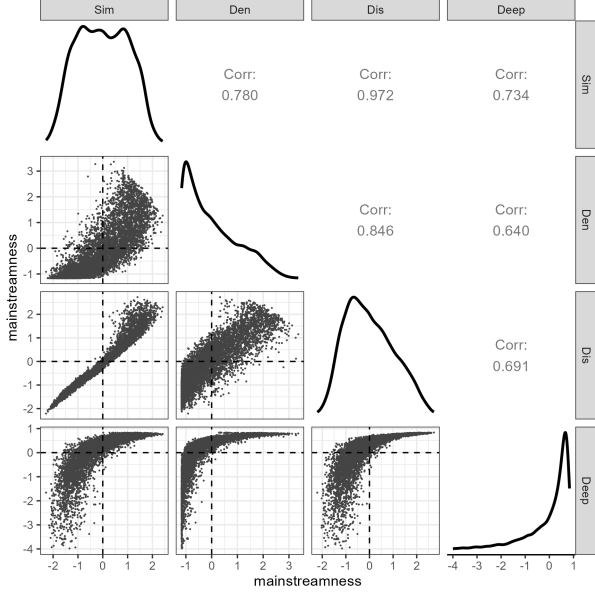 Sim Den Dis Deep
Corr:
0.780
Corr:
0.972
Corr:
0.734
Sim
3
2
1
0
-1
Corr:
0.846
Corr:
0.640
Den
mainstreamness
2
1
0
-1
-2
Corr:
0.691
Dis
1
0
-1
-2
-3
-4
Deep
-2 -1 0 1 2 -1 0 1 2 3 -2 -1 0 1 2 -4 -3 -2 -1 0 1
mainstreamness